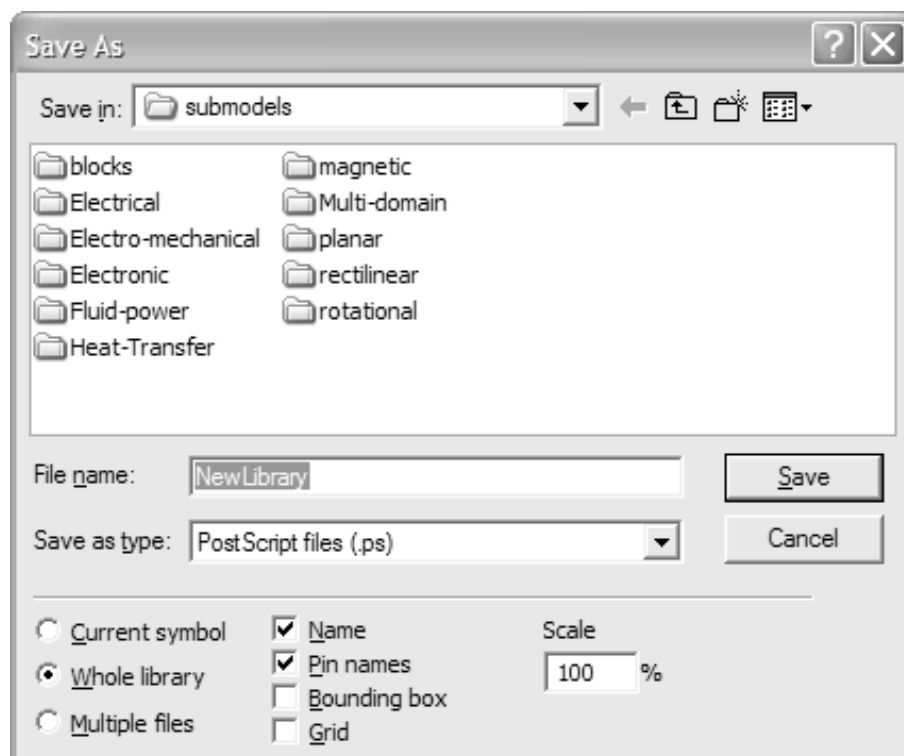 Save As
Save in: submodels
blocks
Electrical
Electro-mechanical
Electronic
Fluid-power
Heat-Transfer
magnetic
Multi-domain
planar
rectilinear
rotational
File name: NewLibrary Save
Save as type: PostScript files (.ps) Cancel
Current symbol
Whole library
Multiple files
Name
Pin names
Bounding box
Grid
Scale
100 %